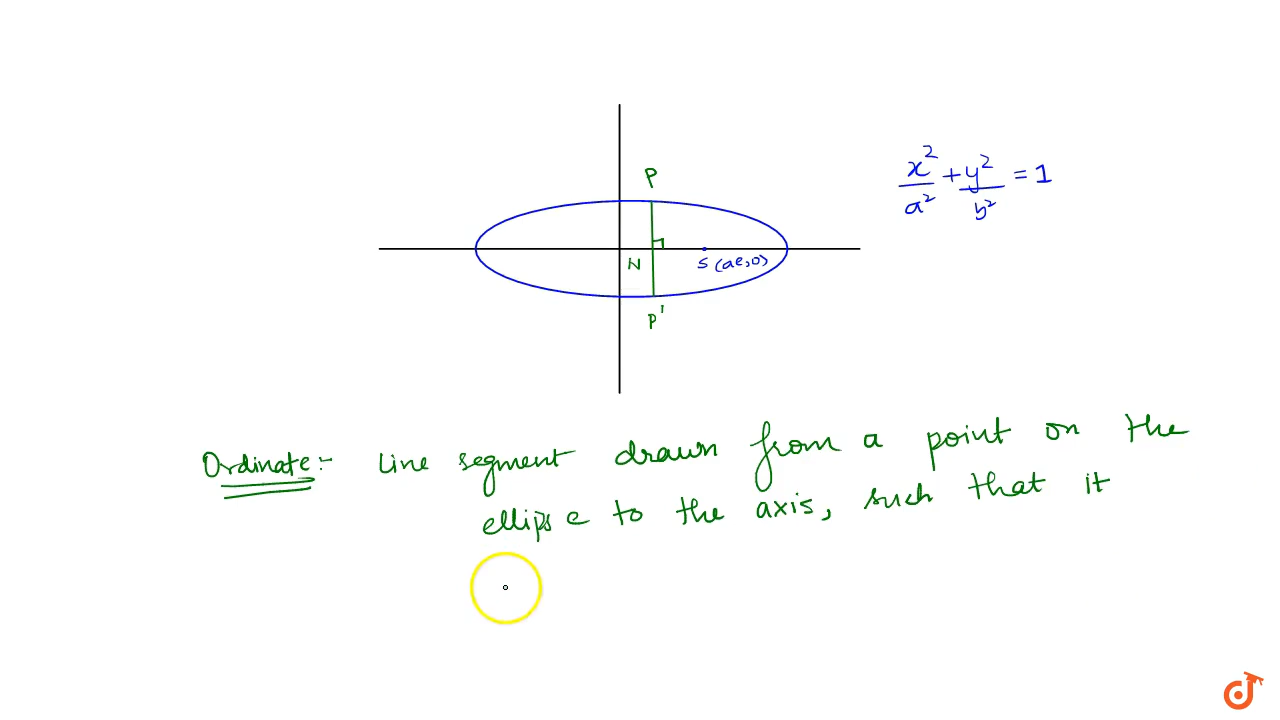 P
x²/a² + y²/b² = 1
N
S (ae, 0)
P'
Ordinate:- Line segment drawn from a point on the
ellipse to the axis, such that it